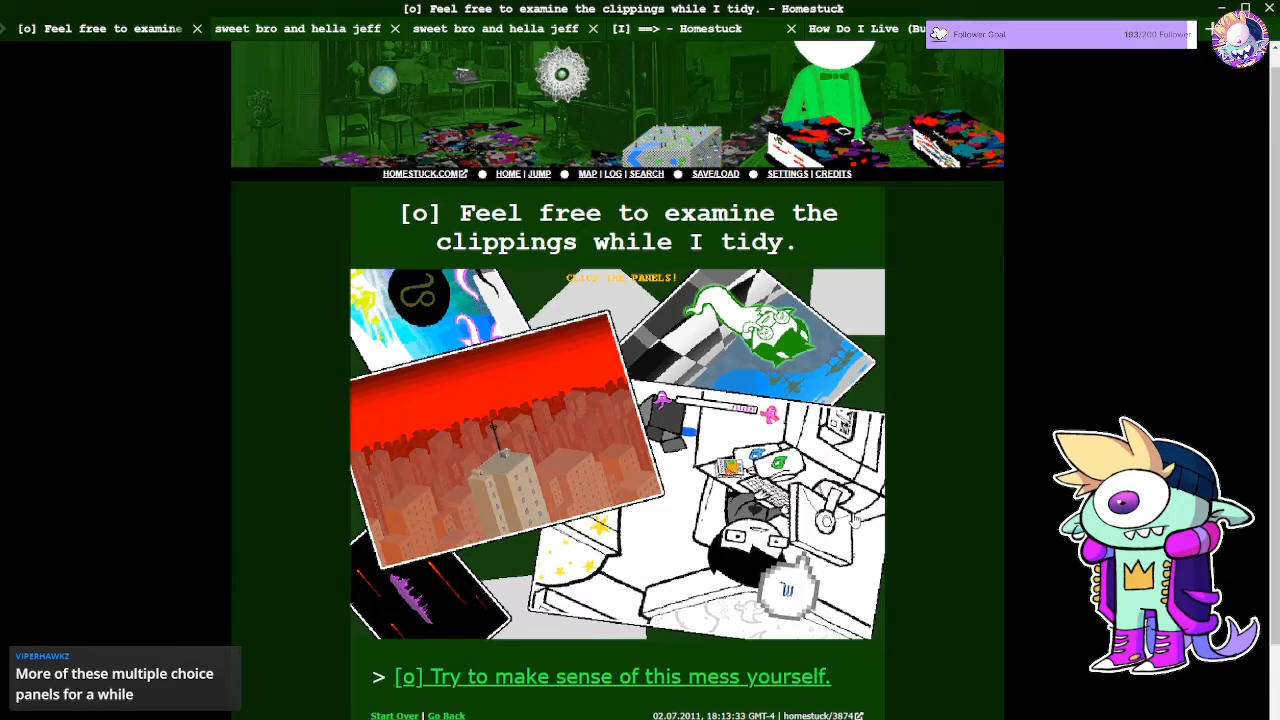 [o] Feel free to examine the clippings while I tidy. - Homestuck
[o] Feel free to examine
sweet bro and hella jeff
sweet bro and hella jeff
[I] ==> - Homestuck
How Do I Live (Bu
Follower Goal
193/200 Follower
HOMESTUCK.COM
HOME | JUMP
MAP | LOG | SEARCH
SAVE/LOAD
SETTINGS | CREDITS
[o] Feel free to examine the
clippings while I tidy.
CLICK THE PANELS!
> [o] Try to make sense of this mess yourself.
Start Over | Go Back
02.07.2011, 18:13:33 GMT-4 | homestuck/3874
VIPERHAWKZ
More of these multiple choice
panels for a while